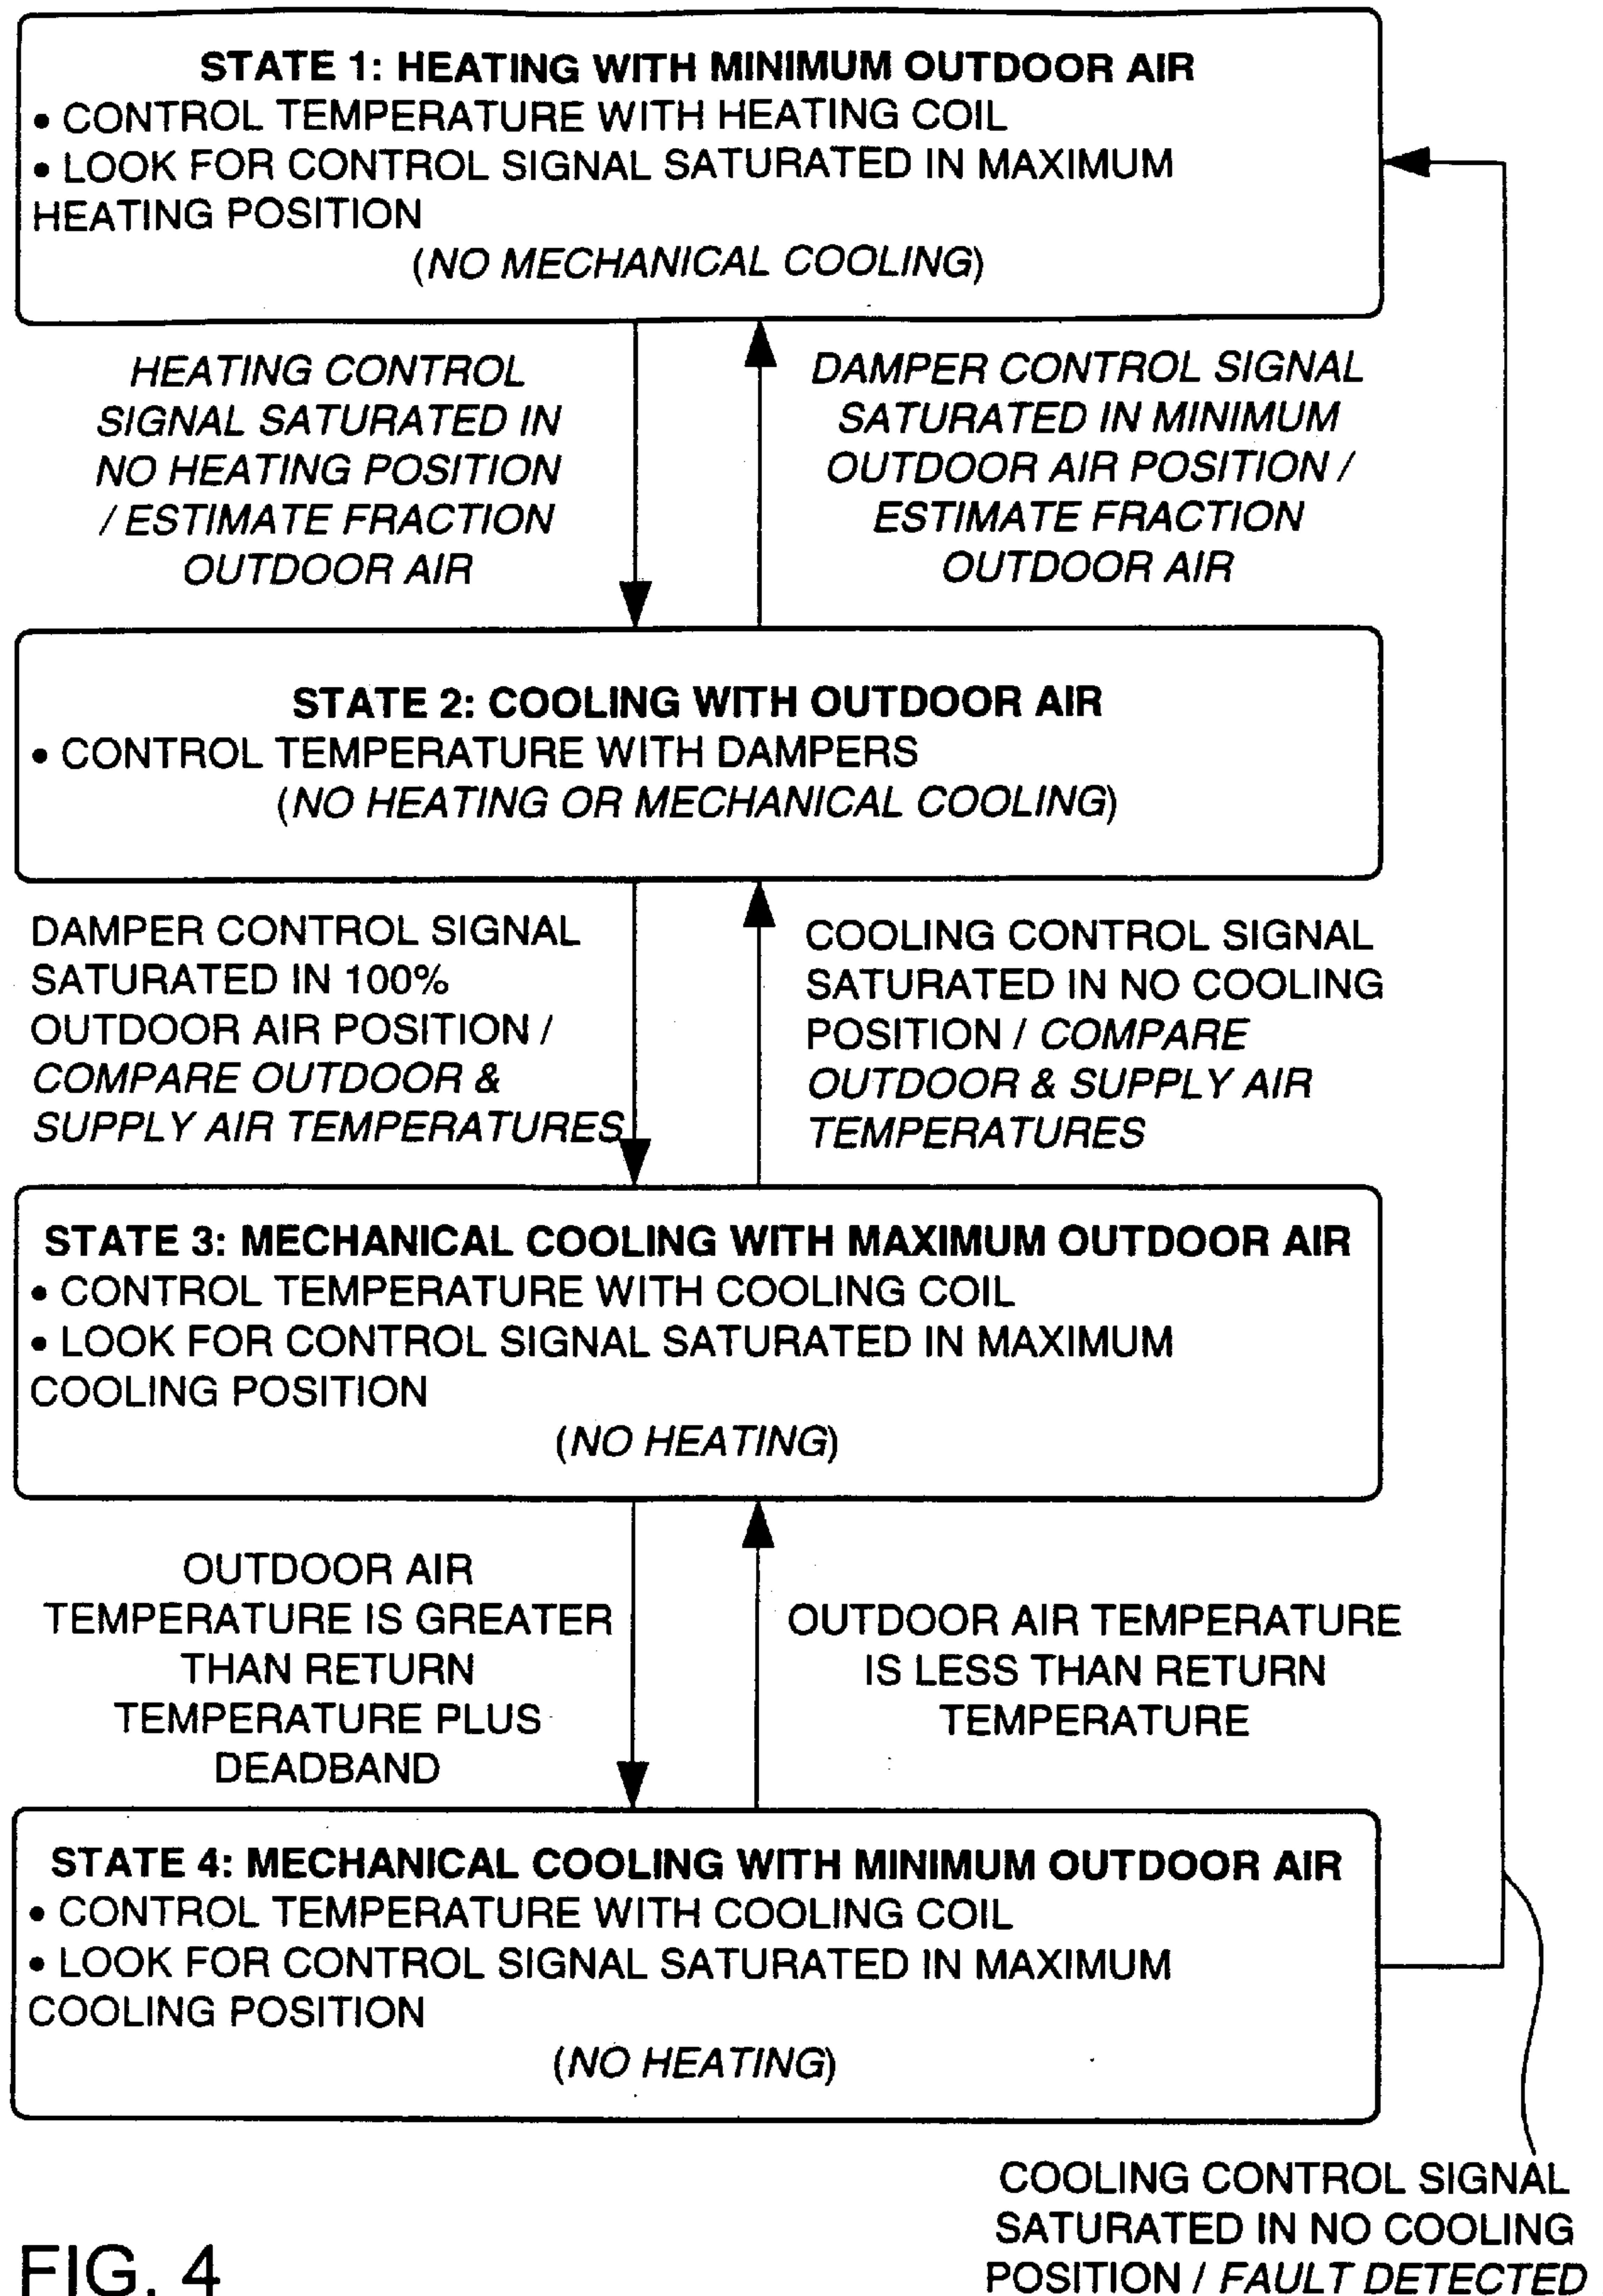 STATE 1: HEATING WITH MINIMUM OUTDOOR AIR
• CONTROL TEMPERATURE WITH HEATING COIL
• LOOK FOR CONTROL SIGNAL SATURATED IN MAXIMUM
HEATING POSITION
(NO MECHANICAL COOLING)
HEATING CONTROL
SIGNAL SATURATED IN
NO HEATING POSITION
/ ESTIMATE FRACTION
OUTDOOR AIR
DAMPER CONTROL SIGNAL
SATURATED IN MINIMUM
OUTDOOR AIR POSITION /
ESTIMATE FRACTION
OUTDOOR AIR
STATE 2: COOLING WITH OUTDOOR AIR
• CONTROL TEMPERATURE WITH DAMPERS
(NO HEATING OR MECHANICAL COOLING)
DAMPER CONTROL SIGNAL
SATURATED IN 100%
OUTDOOR AIR POSITION /
COMPARE OUTDOOR &
SUPPLY AIR TEMPERATURES
COOLING CONTROL SIGNAL
SATURATED IN NO COOLING
POSITION / COMPARE
OUTDOOR & SUPPLY AIR
TEMPERATURES
STATE 3: MECHANICAL COOLING WITH MAXIMUM OUTDOOR AIR
• CONTROL TEMPERATURE WITH COOLING COIL
• LOOK FOR CONTROL SIGNAL SATURATED IN MAXIMUM
COOLING POSITION
(NO HEATING)
OUTDOOR AIR
TEMPERATURE IS GREATER
THAN RETURN
TEMPERATURE PLUS
DEADBAND
OUTDOOR AIR TEMPERATURE
IS LESS THAN RETURN
TEMPERATURE
STATE 4: MECHANICAL COOLING WITH MINIMUM OUTDOOR AIR
• CONTROL TEMPERATURE WITH COOLING COIL
• LOOK FOR CONTROL SIGNAL SATURATED IN MAXIMUM
COOLING POSITION
(NO HEATING)
COOLING CONTROL SIGNAL
SATURATED IN NO COOLING
POSITION / FAULT DETECTED
FIG. 4